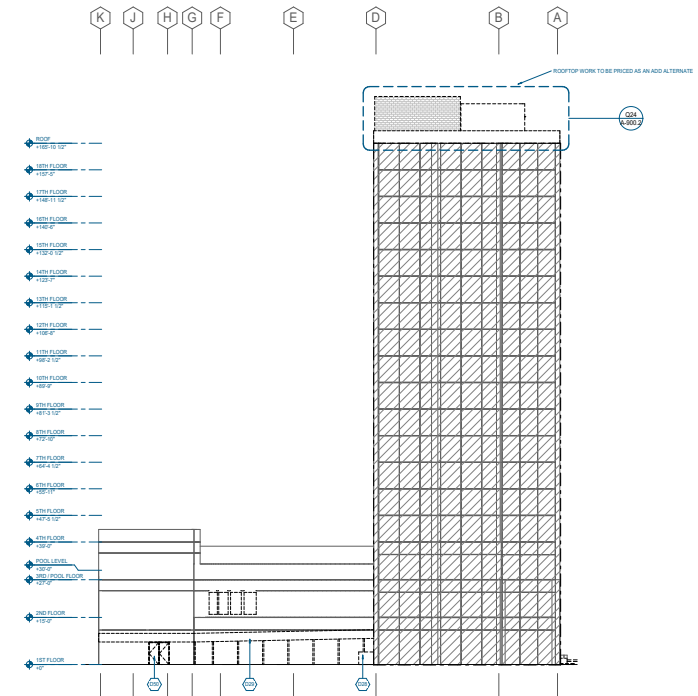 K J H G F E D B A
ROOFTOP WORK TO BE PRICED AS AN ADD ALTERNATE
Q24
A-900.2
ROOF
+165'-10 1/2"
18TH FLOOR
+157'-5"
17TH FLOOR
+148'-11 1/2"
16TH FLOOR
+140'-6"
15TH FLOOR
+132'-0 1/2"
14TH FLOOR
+123'-7"
13TH FLOOR
+115'-1 1/2"
12TH FLOOR
+106'-8"
11TH FLOOR
+98'-2 1/2"
10TH FLOOR
+89'-9"
9TH FLOOR
+81'-3 1/2"
8TH FLOOR
+72'-10"
7TH FLOOR
+64'-4 1/2"
6TH FLOOR
+55'-11"
5TH FLOOR
+47'-5 1/2"
4TH FLOOR
+39'-0"
POOL LEVEL
+30'-0"
3RD / POOL FLOOR
+27'-0"
2ND FLOOR
+15'-0"
1ST FLOOR
+0"
D30 D29 D28